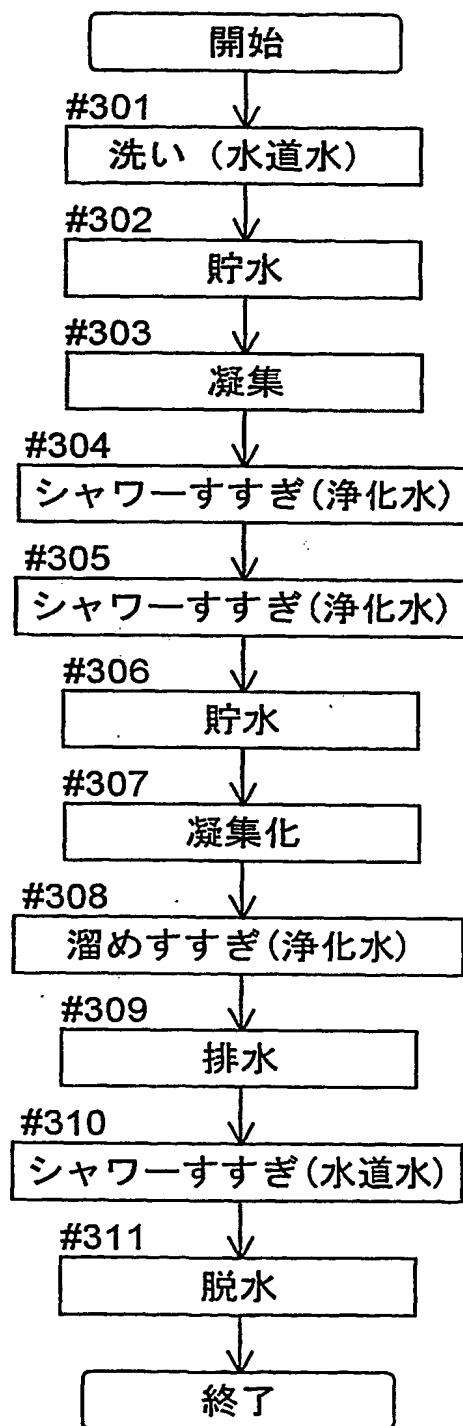 開始
#301
洗い（水道水）
#302
貯水
#303
凝集
#304
シャワーすすぎ(浄化水)
#305
シャワーすすぎ(浄化水)
#306
貯水
#307
凝集化
#308
溜めすすぎ(浄化水)
#309
排水
#310
シャワーすすぎ(水道水)
#311
脱水
終了